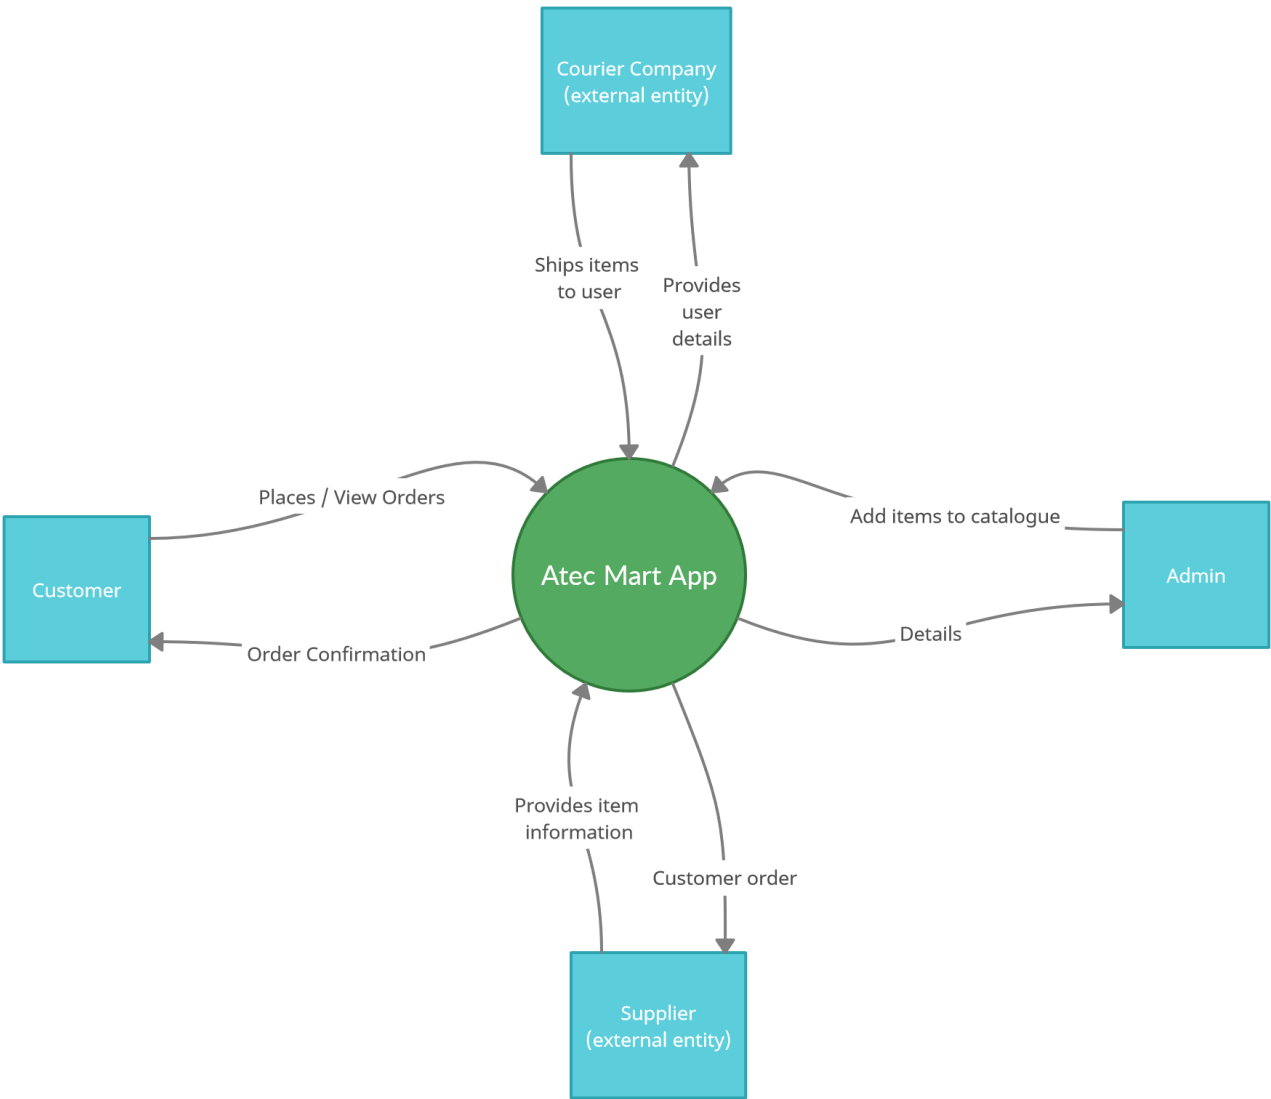 Courier Company
(external entity)
Ships items
to user
Provides
user
details
Places / View Orders
Add items to catalogue
Atec Mart App
Customer
Admin
Order Confirmation
Details
Provides item
information
Customer order
Supplier
(external entity)